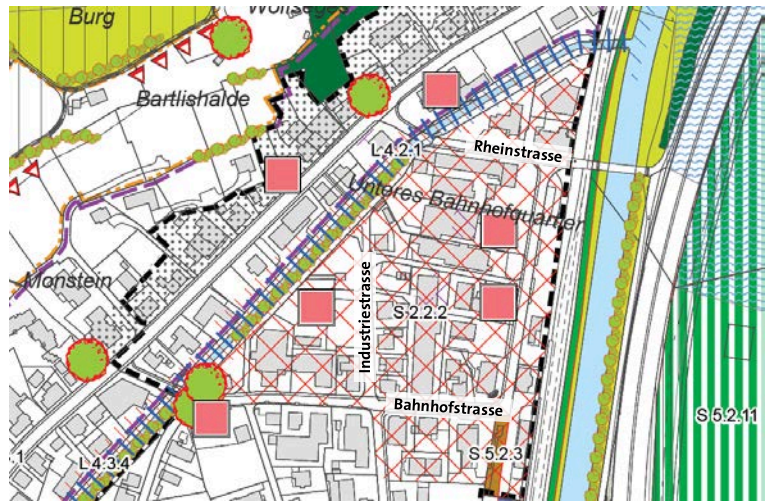 Burg
Bartlishalde
L 4.2.1
Rheinstrasse
Unteres Bahnhofquartier
Monstein
Industriestrasse
S 2.2.2
Bahnhofstrasse
S 5.2.11
S 5.2.3
L 4.3.4
.1